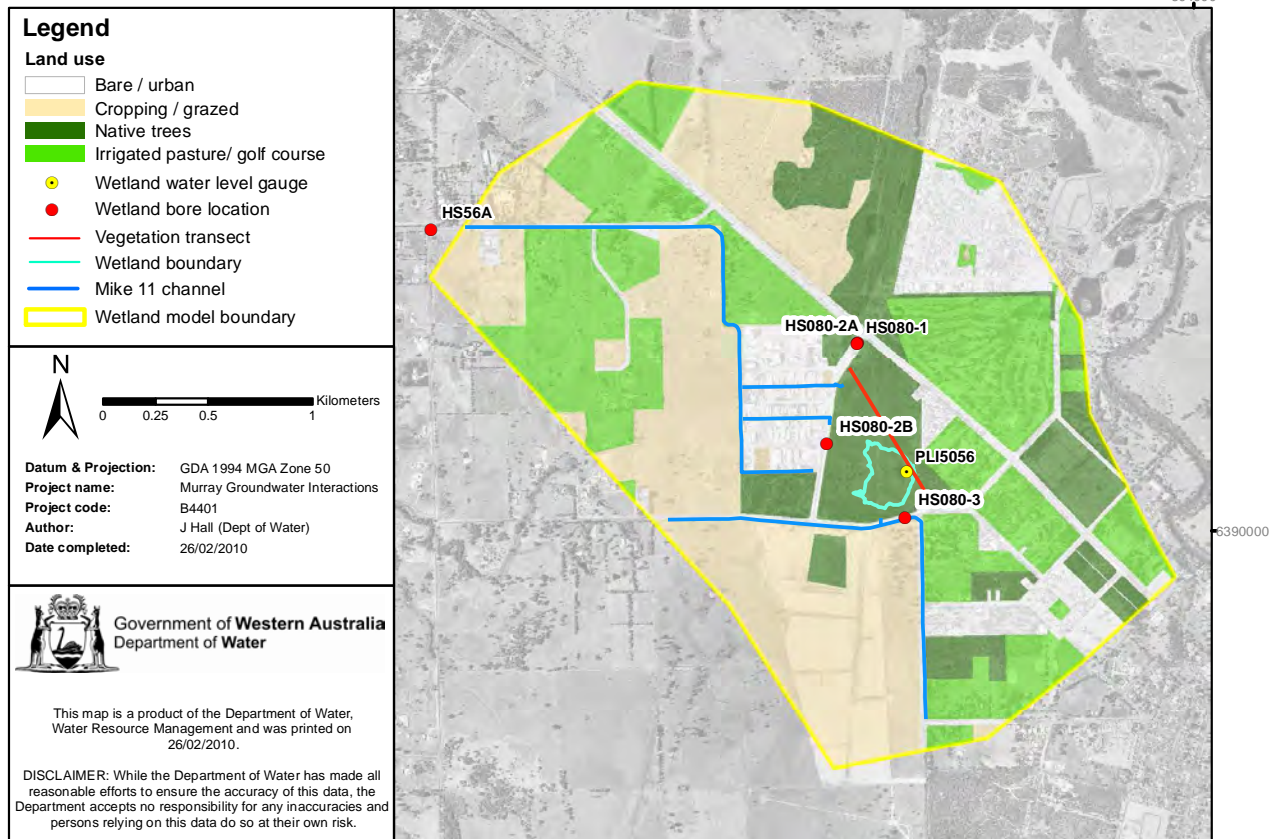 Legend
Land use
Bare / urban
Cropping / grazed
Native trees
Irrigated pasture/ golf course
Wetland water level gauge
Wetland bore location
Vegetation transect
Wetland boundary
Mike 11 channel
Wetland model boundary
N
Kilometers
0 0.25 0.5 1
Datum & Projection: GDA 1994 MGA Zone 50
Project name: Murray Groundwater Interactions
Project code: B4401
Author: J Hall (Dept of Water)
Date completed: 26/02/2010
Government of Western Australia
Department of Water
This map is a product of the Department of Water,
Water Resource Management and was printed on
26/02/2010.
DISCLAIMER: While the Department of Water has made all
reasonable efforts to ensure the accuracy of this data, the
Department accepts no responsibility for any inaccuracies and
persons relying on this data do so at their own risk.
HS56A
HS080-2A HS080-1
HS080-2B
PLI5056
HS080-3
6390000